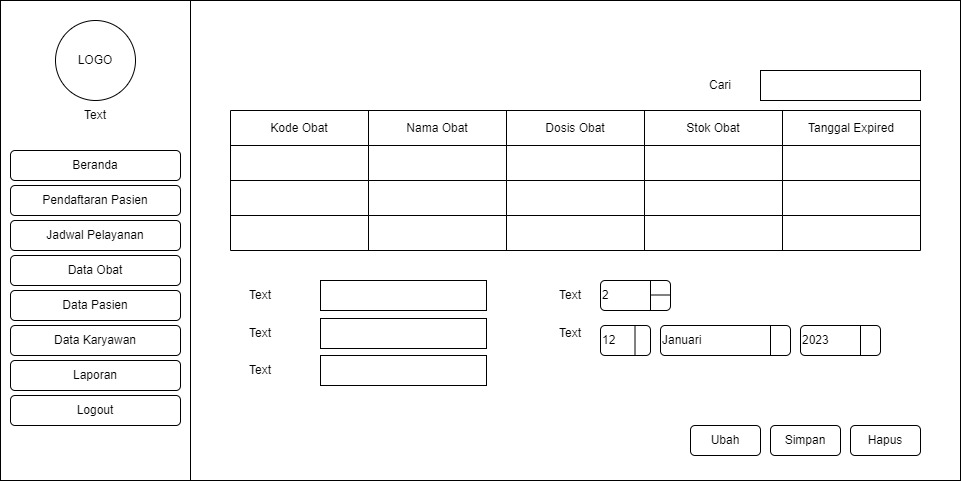 LOGO
Text
Beranda
Pendaftaran Pasien
Jadwal Pelayanan
Data Obat
Data Pasien
Data Karyawan
Laporan
Logout
Cari
Kode Obat Nama Obat Dosis Obat Stok Obat Tanggal Expired
Text
Text
Text
Text 2
Text 12 Januari 2023
Ubah Simpan Hapus